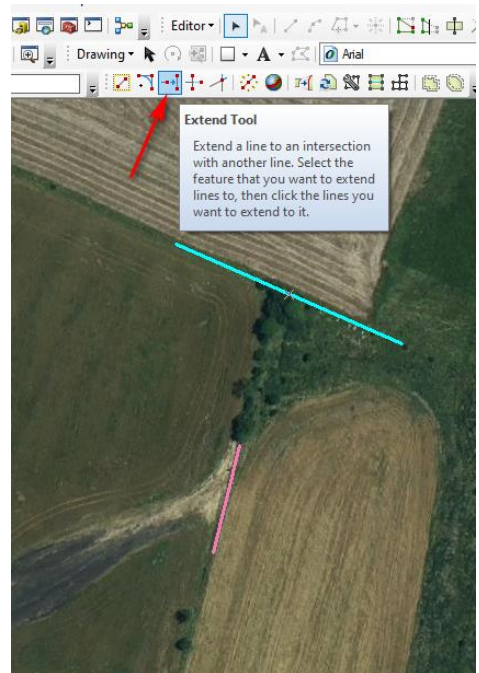 Editor
Drawing A Arial
Extend Tool
Extend a line to an intersection
with another line. Select the
feature that you want to extend
lines to, then click the lines you
want to extend to it.